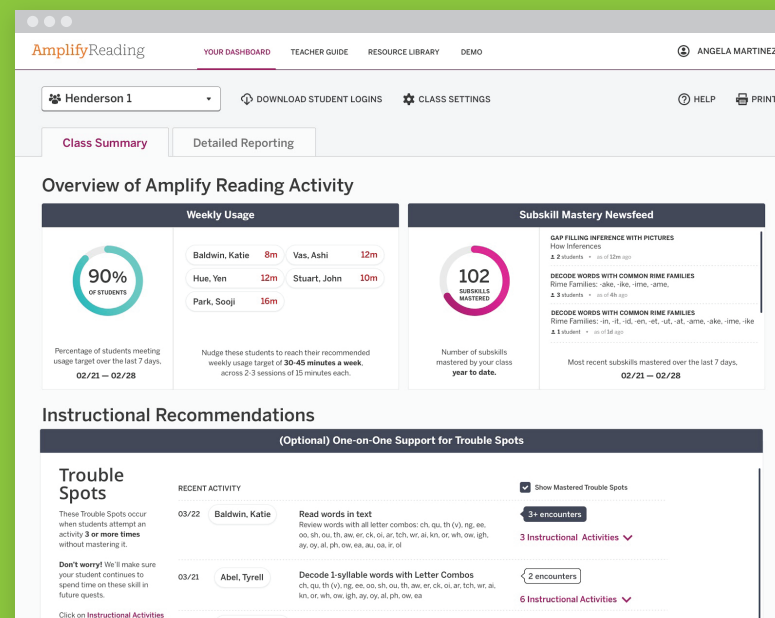 AmplifyReading
YOUR DASHBOARD
TEACHER GUIDE
RESOURCE LIBRARY
DEMO
ANGELA MARTINEZ
Henderson 1
DOWNLOAD STUDENT LOGINS
CLASS SETTINGS
HELP
PRINT
Class Summary
Detailed Reporting
Overview of Amplify Reading Activity
Weekly Usage
90%
OF STUDENTS
Percentage of students meeting
usage target over the last 7 days.
02/21 — 02/28
Baldwin, Katie 8m
Vas, Ashi 12m
Hue, Yen 12m
Stuart, John 10m
Park, Sooji 16m
Nudge these students to reach their recommended
weekly usage target of 30-45 minutes a week,
across 2-3 sessions of 15 minutes each.
Subskill Mastery Newsfeed
102
SUBSKILLS
MASTERED
Number of subskills
mastered by your class
year to date.
GAP FILLING INFERENCE WITH PICTURES
How Inferences
2 students • as of 12m ago
DECODE WORDS WITH COMMON RIME FAMILIES
Rime Families: -ake, -ike, -ime, -ame,
3 students • as of 4h ago
DECODE WORDS WITH COMMON RIME FAMILIES
Rime Families: -in, -it, -id, -en, -et, -ut, -at, -ame, -ake, -ime, -ike
1 student • as of 1d ago
Most recent subskills mastered over the last 7 days.
02/21 — 02/28
Instructional Recommendations
(Optional) One-on-One Support for Trouble Spots
Trouble
Spots
These Trouble Spots occur
when students attempt an
activity 3 or more times
without mastering it.
Don't worry! We'll make sure
your student continues to
spend time on these skill in
future quests.
Click on Instructional Activities
RECENT ACTIVITY
Show Mastered Trouble Spots
03/22
Baldwin, Katie
Read words in text
Review words with all letter combos: ch, qu, th (v), ng, ee,
oo, sh, ou, th, aw, er, ck, oi, ar, tch, wr, ai, kn, or, wh, ow, igh,
ay, oy, al, ph, ow, ea, au, oa, ir, ol
3+ encounters
3 Instructional Activities
03/21
Abel, Tyrell
Decode 1-syllable words with Letter Combos
ch, qu, th (v), ng, ee, oo, sh, ou, th, aw, er, ck, oi, ar, tch, wr, ai,
kn, or, wh, ow, igh, ay, oy, al, ph, ow, ea
2 encounters
6 Instructional Activities